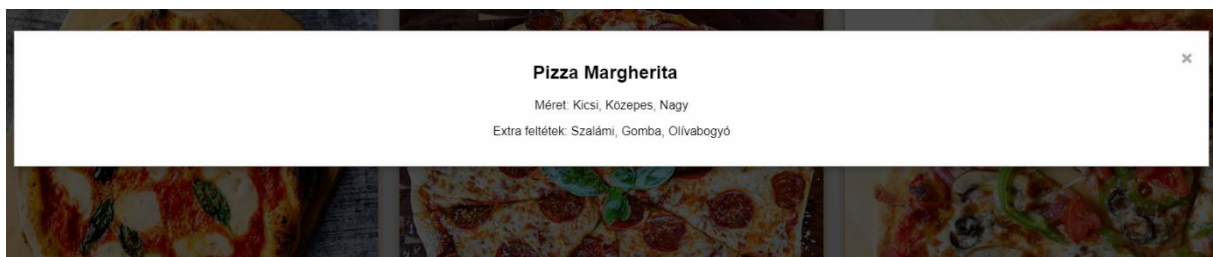 Pizza Margherita
×
Méret: Kicsi, Közepes, Nagy
Extra feltétek: Szalámi, Gomba, Olívabogyó